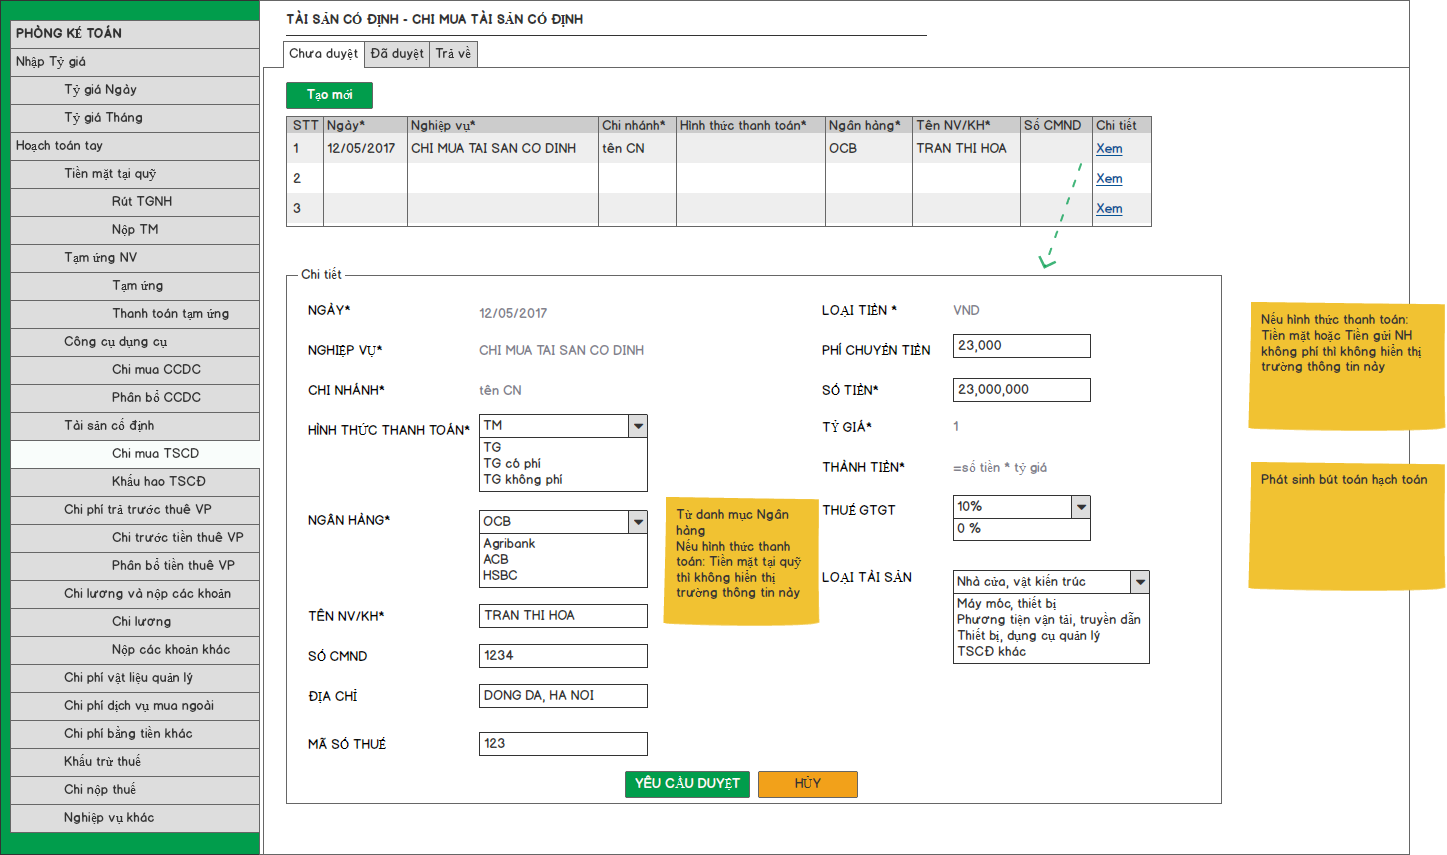 PHÒNG KẾ TOÁN
Nhập Tỷ giá
Tỷ giá Ngày
Tỷ giá Tháng
Hoạch toán tay
Tiền mặt tại quỹ
Rút TGNH
Nộp TM
Tạm ứng NV
Tạm ứng
Thanh toán tạm ứng
Công cụ dụng cụ
Chi mua CCDC
Phân bổ CCDC
Tài sản cố định
Chi mua TSCD
Khấu hao TSCĐ
Chi phí trả trước thuê VP
Chi trước tiền thuê VP
Phân bổ tiền thuê VP
Chi lương và nộp các khoản
Chi lương
Nộp các khoản khác
Chi phí vật liệu quản lý
Chi phí dịch vụ mua ngoài
Chi phí bằng tiền khác
Khấu trừ thuế
Chi nộp thuế
Nghiệp vụ khác
TÀI SẢN CỐ ĐỊNH - CHI MUA TÀI SẢN CỐ ĐỊNH
Chưa duyệt Đã duyệt Trả về
Tạo mới
STT Ngày* Nghiệp vụ* Chi nhánh* Hình thức thanh toán* Ngân hàng* Tên NV/KH* Số CMND Chi tiết
1 12/05/2017 CHI MUA TAI SAN CO DINH tên CN OCB TRAN THI HOA Xem
2 Xem
3 Xem
Chi tiết
NGÀY* 12/05/2017
NGHIỆP VỤ* CHI MUA TAI SAN CO DINH
CHI NHÁNH* tên CN
HÌNH THỨC THANH TOÁN* TM
TG
TG có phí
TG không phí
NGÂN HÀNG* OCB
Agribank
ACB
HSBC
TÊN NV/KH* TRAN THI HOA
SỐ CMND 1234
ĐỊA CHỈ DONG DA, HA NOI
MÃ SỐ THUẾ 123
Từ danh mục Ngân
hàng
Nếu hình thức thanh
toán: Tiền mặt tại quỹ
thì không hiển thị
trường thông tin này
LOẠI TIỀN * VND
PHÍ CHUYỂN TIỀN 23,000
SỐ TIỀN* 23,000,000
TỶ GIÁ* 1
THÀNH TIỀN* =số tiền * tỷ giá
THUẾ GTGT 10%
0 %
LOẠI TÀI SẢN Nhà cửa, vật kiến trúc
Máy móc, thiết bị
Phương tiện vận tải, truyền dẫn
Thiết bị, dụng cụ quản lý
TSCĐ khác
YÊU CẦU DUYỆT HỦY
Nếu hình thức thanh toán:
Tiền mặt hoặc Tiền gửi NH
không phí thì không hiển thị
trường thông tin này
Phát sinh bút toán hạch toán